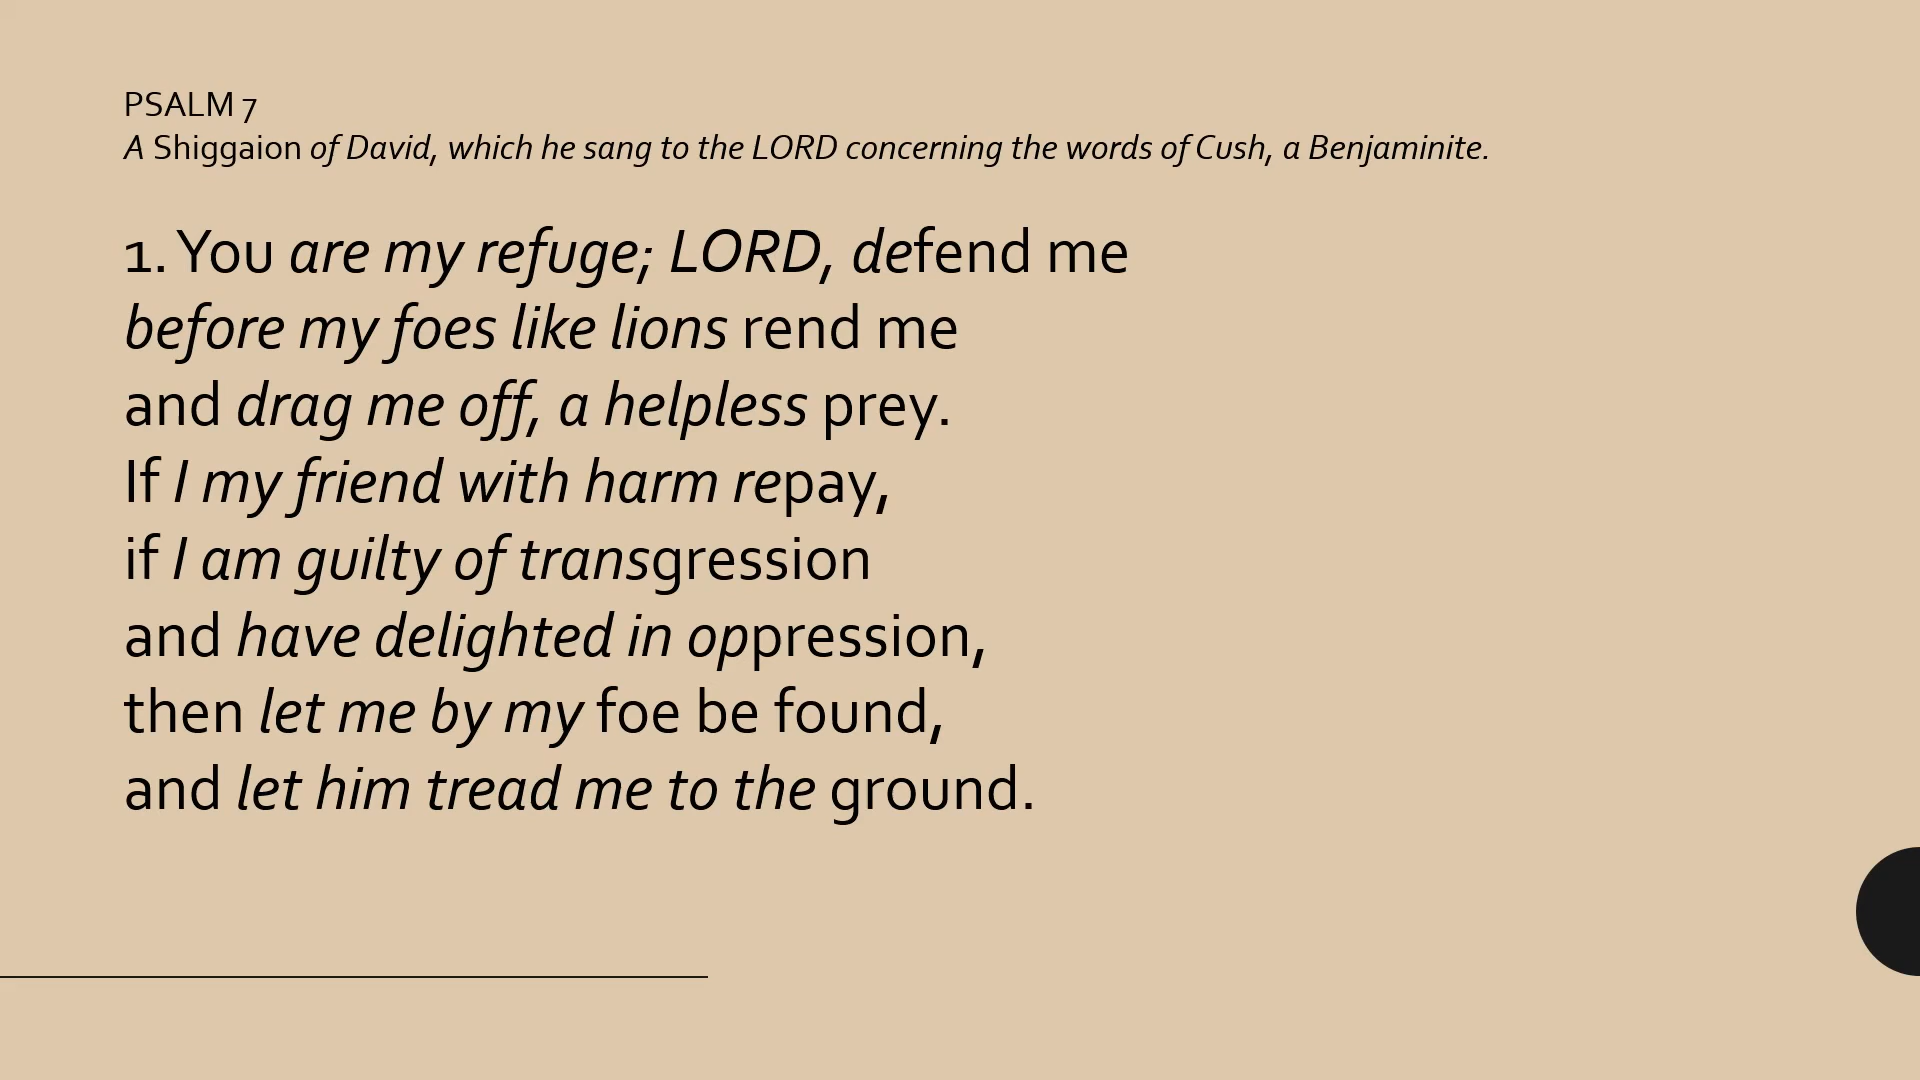 PSALM 7
A Shiggaion of David, which he sang to the LORD concerning the words of Cush, a Benjaminite.
1. You are my refuge; LORD, defend me
before my foes like lions rend me
and drag me off, a helpless prey.
If I my friend with harm repay,
if I am guilty of transgression
and have delighted in oppression,
then let me by my foe be found,
and let him tread me to the ground.